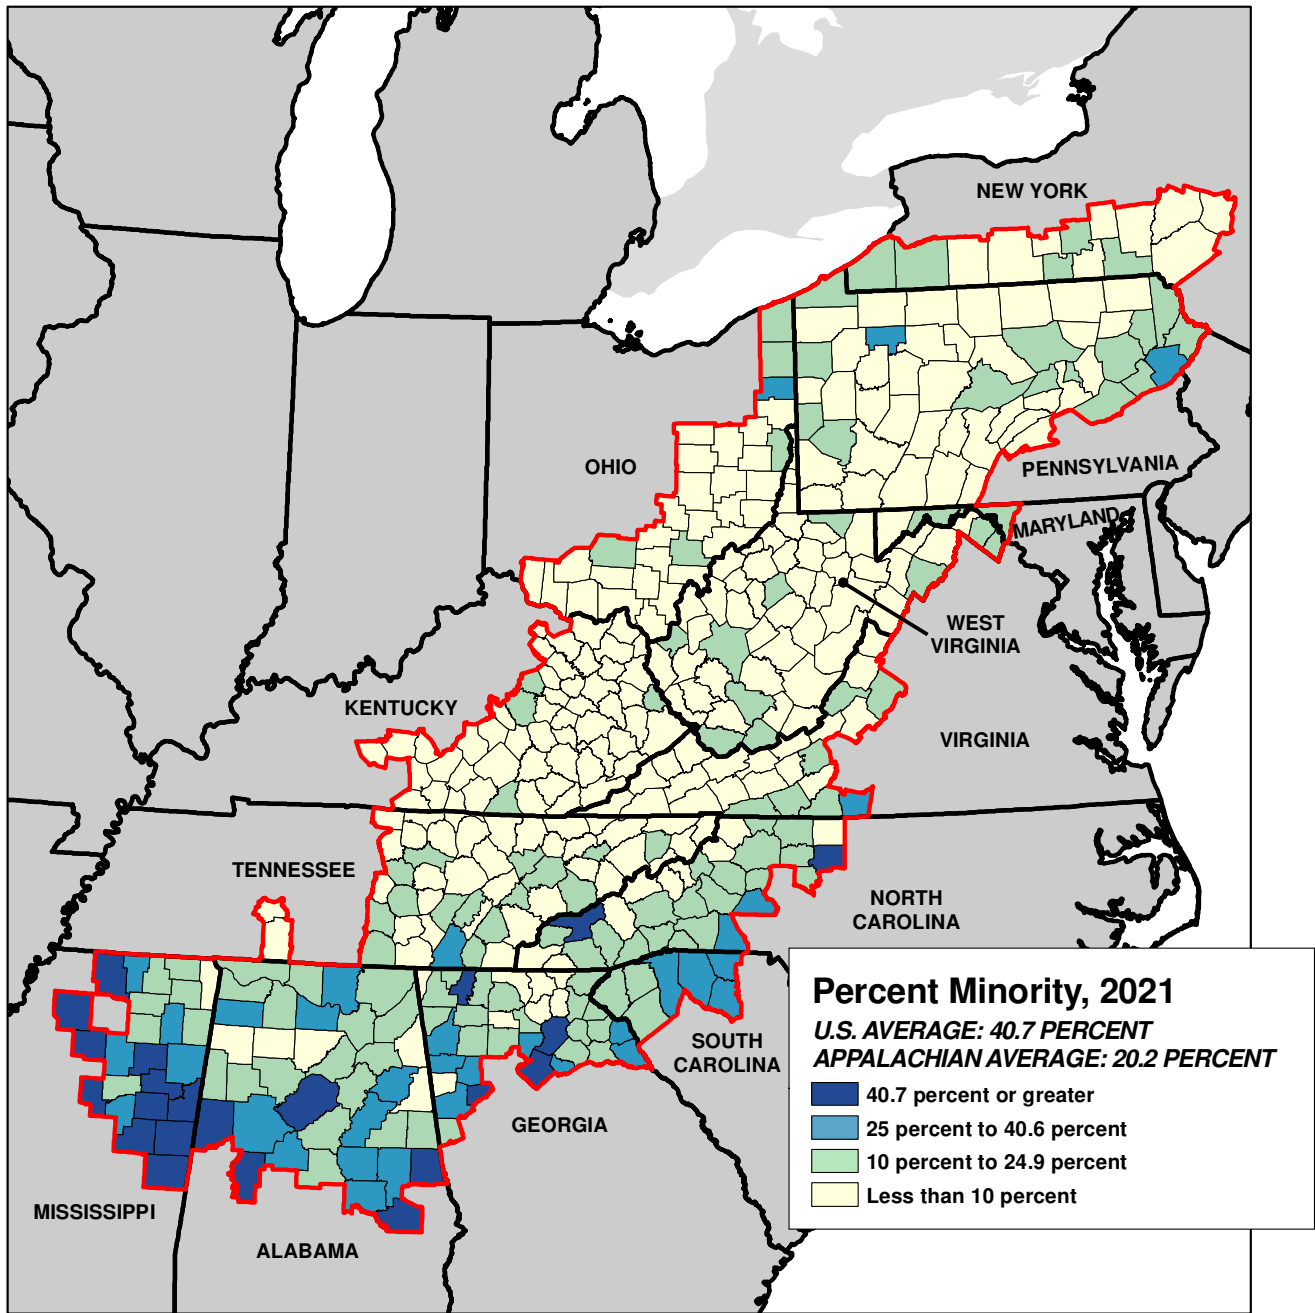 NEW YORK
OHIO
PENNSYLVANIA
MARYLAND
WEST
VIRGINIA
KENTUCKY
VIRGINIA
TENNESSEE
NORTH
CAROLINA
SOUTH
CAROLINA
GEORGIA
MISSISSIPPI
ALABAMA
Percent Minority, 2021
U.S. AVERAGE: 40.7 PERCENT
APPALACHIAN AVERAGE: 20.2 PERCENT
40.7 percent or greater
25 percent to 40.6 percent
10 percent to 24.9 percent
Less than 10 percent